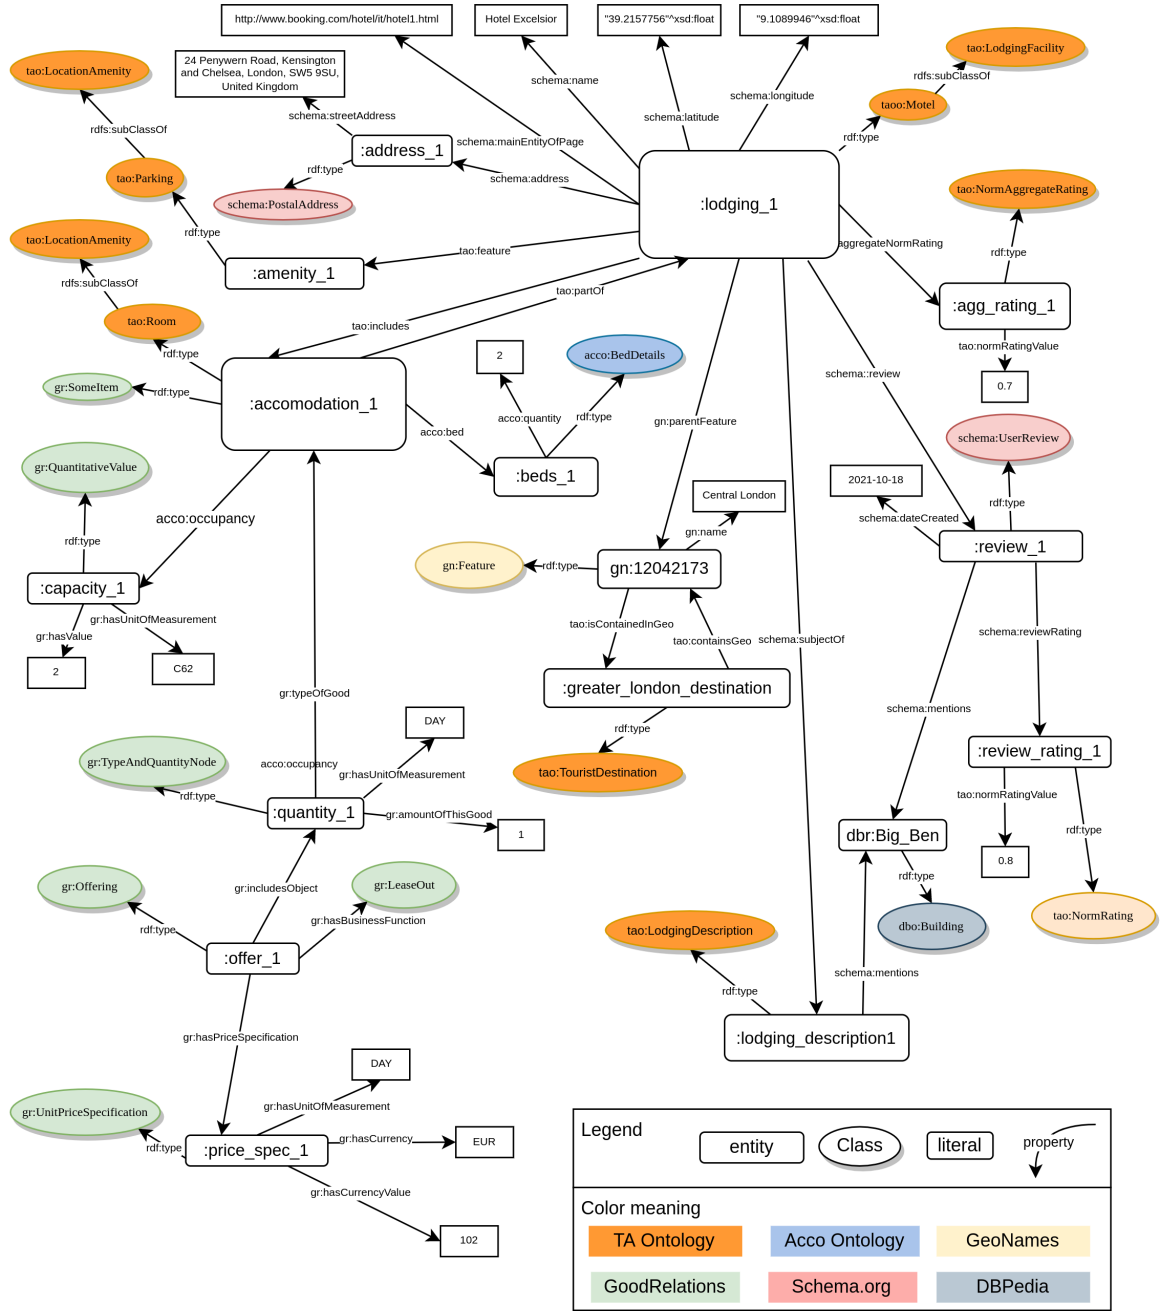 http://www.booking.com/hotel/it/hotel1.html
Hotel Excelsior
"39.2157756"^xsd:float
"9.1089946"^xsd:float
tao:LodgingFacility
tao:LocationAmenity
24 Penywern Road, Kensington
and Chelsea, London, SW5 9SU,
United Kingdom
schema:name
rdfs:subClassOf
schema:longitude
taoo:Motel
schema:latitude
schema:streetAddress
rdfs:subClassOf
rdf:type
schema:mainEntityOfPage
:address_1
rdf:type
tao:Parking
schema:address
tao:NormAggregateRating
schema:PostalAddress
:lodging_1
rdf:type
tao:LocationAmenity
aggregateNormRating
tao:feature
rdf:type
:amenity_1
rdfs:subClassOf
tao:partOf
:agg_rating_1
tao:Room
tao:includes
tao:normRatingValue
rdf:type
2
acco:BedDetails
schema::review
0.7
gr:SomeItem
rdf:type
:accomodation_1
acco:quantity
rdf:type
gn:parentFeature
acco:bed
schema:UserReview
gr:QuantitativeValue
:beds_1
2021-10-18
Central London
rdf:type
acco:occupancy
schema:dateCreated
gn:name
rdf:type
:review_1
gn:Feature
rdf:type
gn:12042173
:capacity_1
gr:hasUnitOfMeasurement
tao:isContainedInGeo
schema:reviewRating
gr:hasValue
tao:containsGeo
schema:subjectOf
2
C62
:greater_london_destination
gr:typeOfGood
schema:mentions
DAY
rdf:type
:review_rating_1
gr:TypeAndQuantityNode
acco:occupancy
gr:hasUnitOfMeasurement
tao:TouristDestination
rdf:type
tao:normRatingValue
:quantity_1
gr:amountOfThisGood
1
dbr:Big_Ben
rdf:type
0.8
rdf:type
gr:Offering
gr:includesObject
gr:LeaseOut
gr:hasBusinessFunction
tao:NormRating
rdf:type
tao:LodgingDescription
dbo:Building
:offer_1
schema:mentions
rdf:type
gr:hasPriceSpecification
:lodging_description1
DAY
gr:hasUnitOfMeasurement
gr:UnitPriceSpecification
gr:hasCurrency
EUR
rdf:type
:price_spec_1
gr:hasCurrencyValue
102
Legend
entity
Class
literal
property
Color meaning
TA Ontology
Acco Ontology
GeoNames
GoodRelations
Schema.org
DBPedia